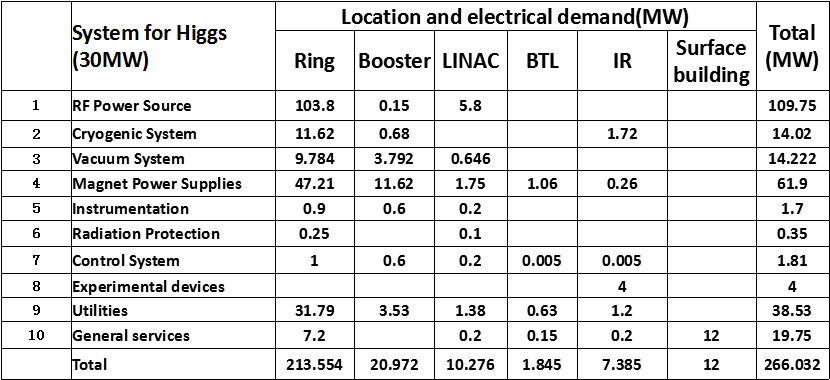 System for Higgs (30MW) Location and electrical demand(MW) Total (MW)
Ring Booster LINAC BTL IR Surface building
1 RF Power Source 103.8 0.15 5.8 109.75
2 Cryogenic System 11.62 0.68 1.72 14.02
3 Vacuum System 9.784 3.792 0.646 14.222
4 Magnet Power Supplies 47.21 11.62 1.75 1.06 0.26 61.9
5 Instrumentation 0.9 0.6 0.2 1.7
6 Radiation Protection 0.25 0.1 0.35
7 Control System 1 0.6 0.2 0.005 0.005 1.81
8 Experimental devices 4 4
9 Utilities 31.79 3.53 1.38 0.63 1.2 38.53
10 General services 7.2 0.2 0.15 0.2 12 19.75
Total 213.554 20.972 10.276 1.845 7.385 12 266.032